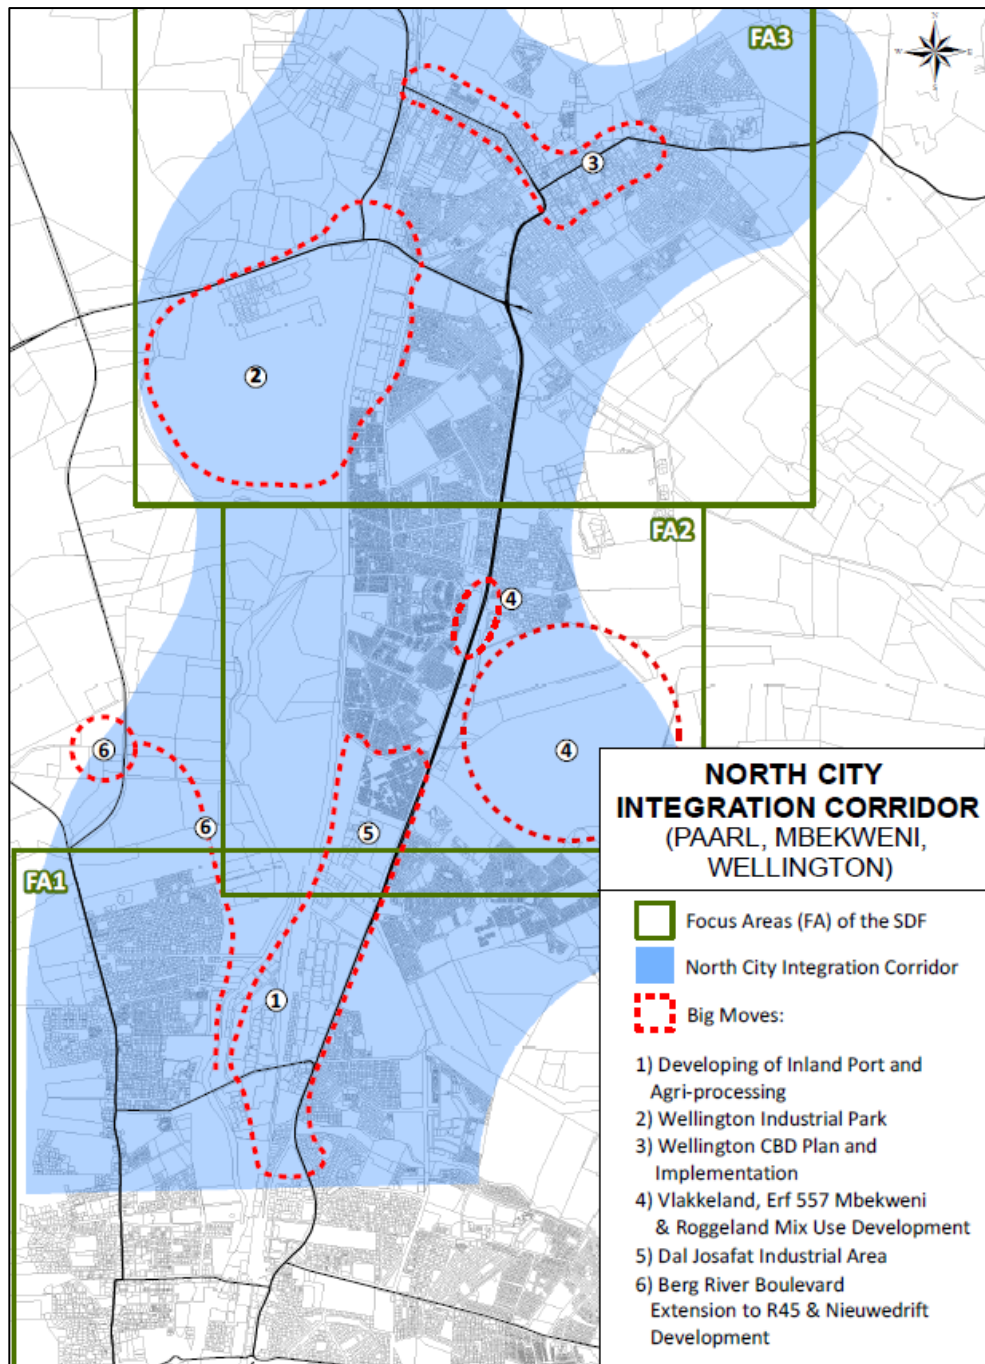 FA3
N
W
E
S
3
2
FA2
4
4
6
6
5
FA1
1
NORTH CITY
INTEGRATION CORRIDOR
(PAARL, MBEKWENI,
WELLINGTON)
Focus Areas (FA) of the SDF
North City Integration Corridor
Big Moves:
1) Developing of Inland Port and
Agri-processing
2) Wellington Industrial Park
3) Wellington CBD Plan and
Implementation
4) Vlakkeland, Erf 557 Mbekweni
& Roggeland Mix Use Development
5) Dal Josafat Industrial Area
6) Berg River Boulevard
Extension to R45 & Nieuwedrift
Development